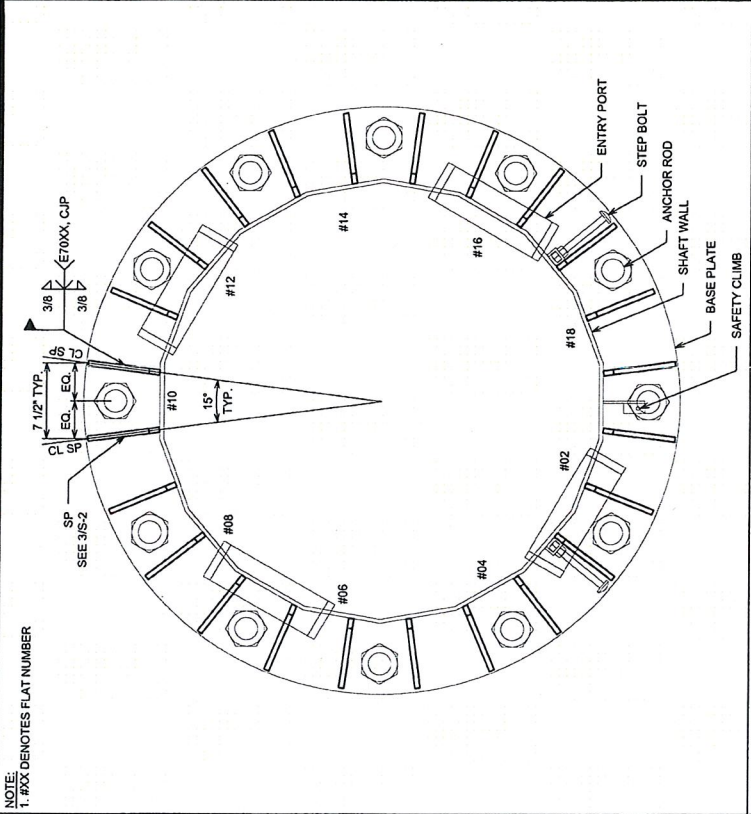 NOTE:
1. #XX DENOTES FLAT NUMBER
7 1/2" TYP.
EQ.
EQ.
CL SP
CL SP
3/8
3/8
E70XX, CJP
SP
SEE 3/S-2
15°
TYP.
#10
#12
#14
#16
#18
#02
#04
#06
#08
ENTRY PORT
STEP BOLT
ANCHOR ROD
SHAFT WALL
BASE PLATE
SAFETY CLIMB